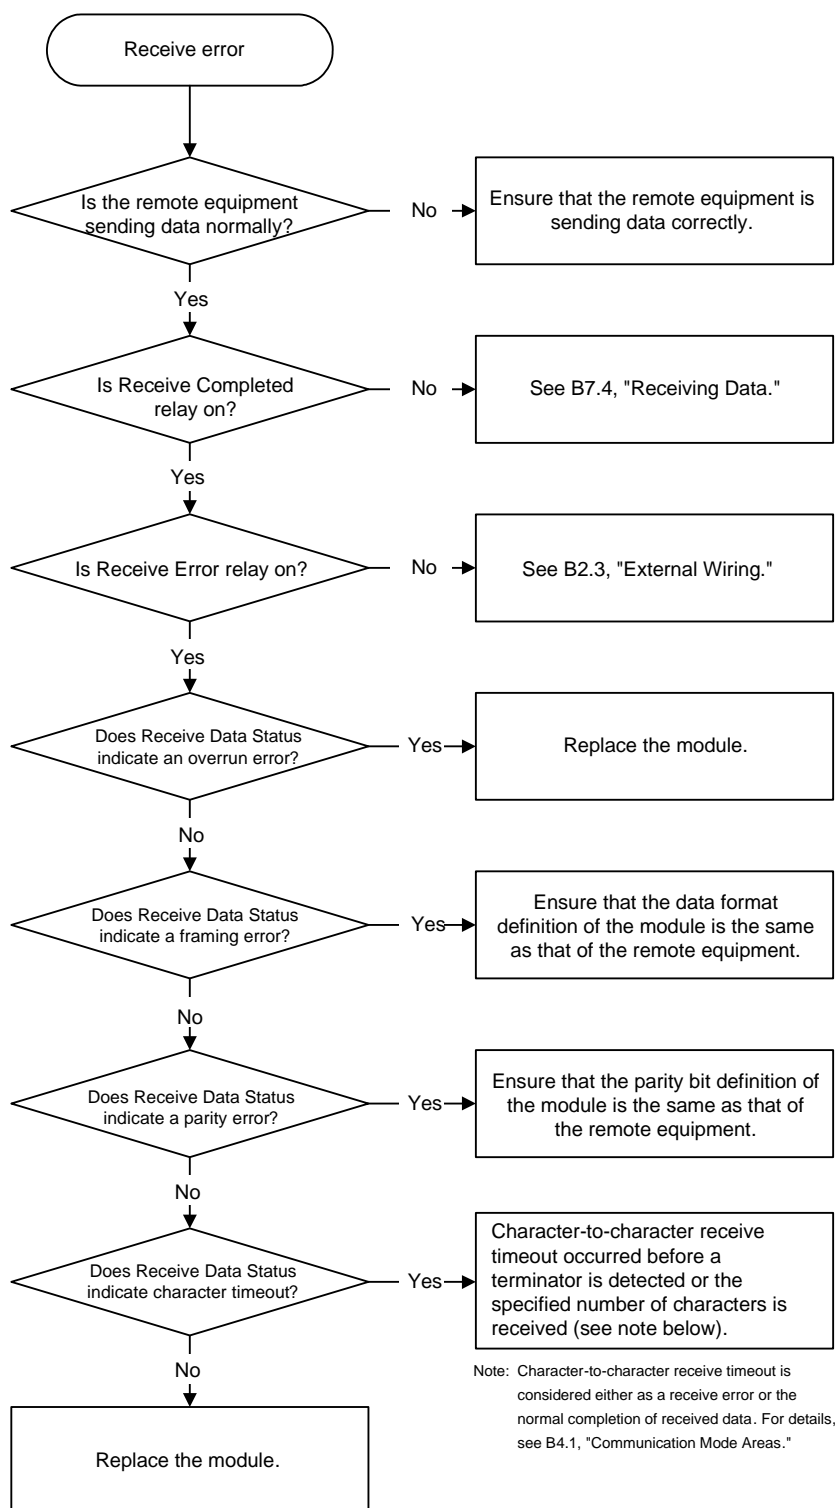 Receive error
Is the remote equipment
sending data normally?
No
Ensure that the remote equipment is
sending data correctly.
Yes
Is Receive Completed
relay on?
No
See B7.4, "Receiving Data."
Yes
Is Receive Error relay on?
No
See B2.3, "External Wiring."
Yes
Does Receive Data Status
indicate an overrun error?
Yes
Replace the module.
No
Does Receive Data Status
indicate a framing error?
Yes
Ensure that the data format
definition of the module is the same
as that of the remote equipment.
No
Does Receive Data Status
indicate a parity error?
Yes
Ensure that the parity bit definition of
the module is the same as that of
the remote equipment.
No
Does Receive Data Status
indicate character timeout?
Yes
Character-to-character receive
timeout occurred before a
terminator is detected or the
specified number of characters is
received (see note below).
No
Note: Character-to-character receive timeout is
considered either as a receive error or the
normal completion of received data. For details,
see B4.1, "Communication Mode Areas."
Replace the module.